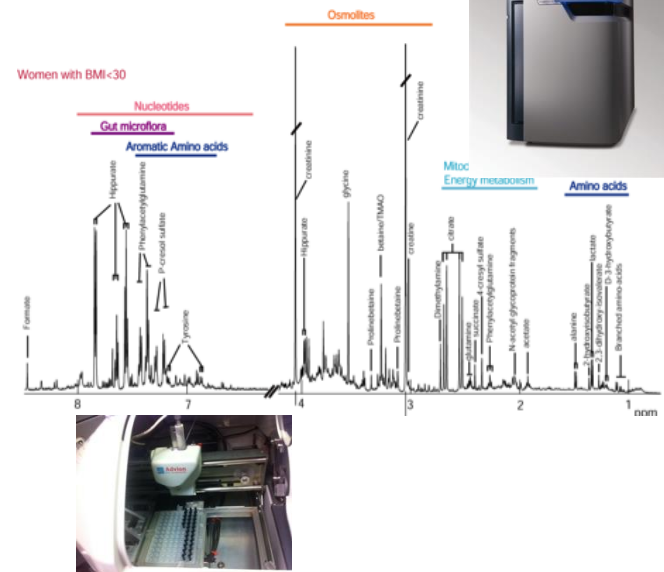 Osmolites
Women with BMI<30
Nucleotides
Gut microflora
Aromatic Amino acids
Mitoc
Energy metabolism
Amino acids
Formate
Hippurate
Phenylacetylglutamine
P-cresol sulfate
Tyrosine
creatinine
Hippurate
glycine
Prolinebetaine
betaine/TMAO
Prolinebetaine
creatinine
creatine
Dimethylamine
citrate
glutamine
succinate
4-cresyl sulfate
Phenylacetylglutamine
N-acetyl glycoprotein fragments
acetate
alanine
2-hydroxyisobutyrate
lactate
2,3-dihydroxy-isovalerate
D-3-hydroxybutyrate
Branched amino-acids
8 7 4 3 2 1
ppm